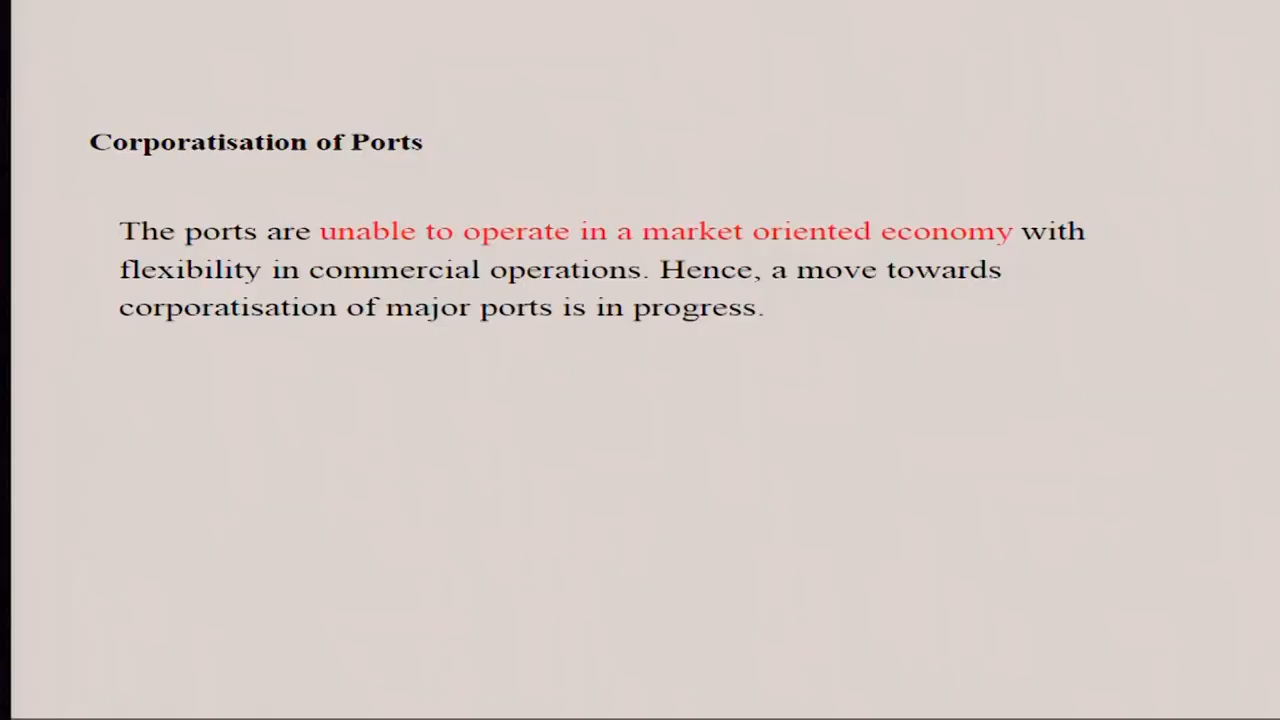 Corporatisation of Ports
The ports are unable to operate in a market oriented economy with
flexibility in commercial operations. Hence, a move towards
corporatisation of major ports is in progress.